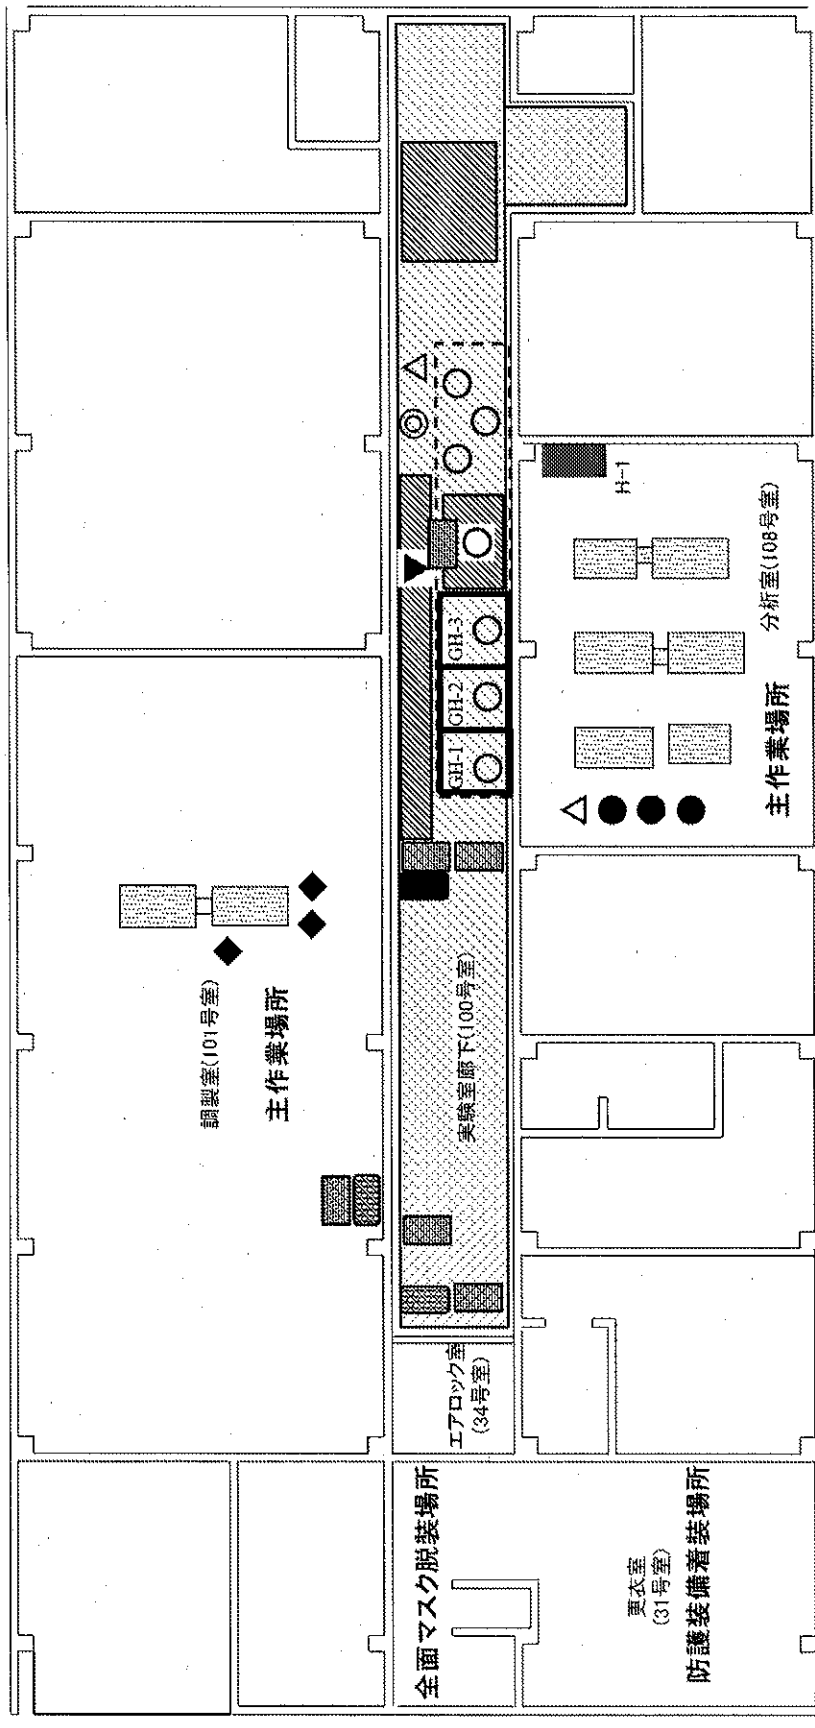 調製室(101号室)
主作業場所
全面マスク脱装場所
エアロック室
(34号室)
実験室廊下(100号室)
GH-1
GH-2
GH-3
更衣室
(31号室)
防護装備着装場所
主作業場所
分析室(108号室)
H-1